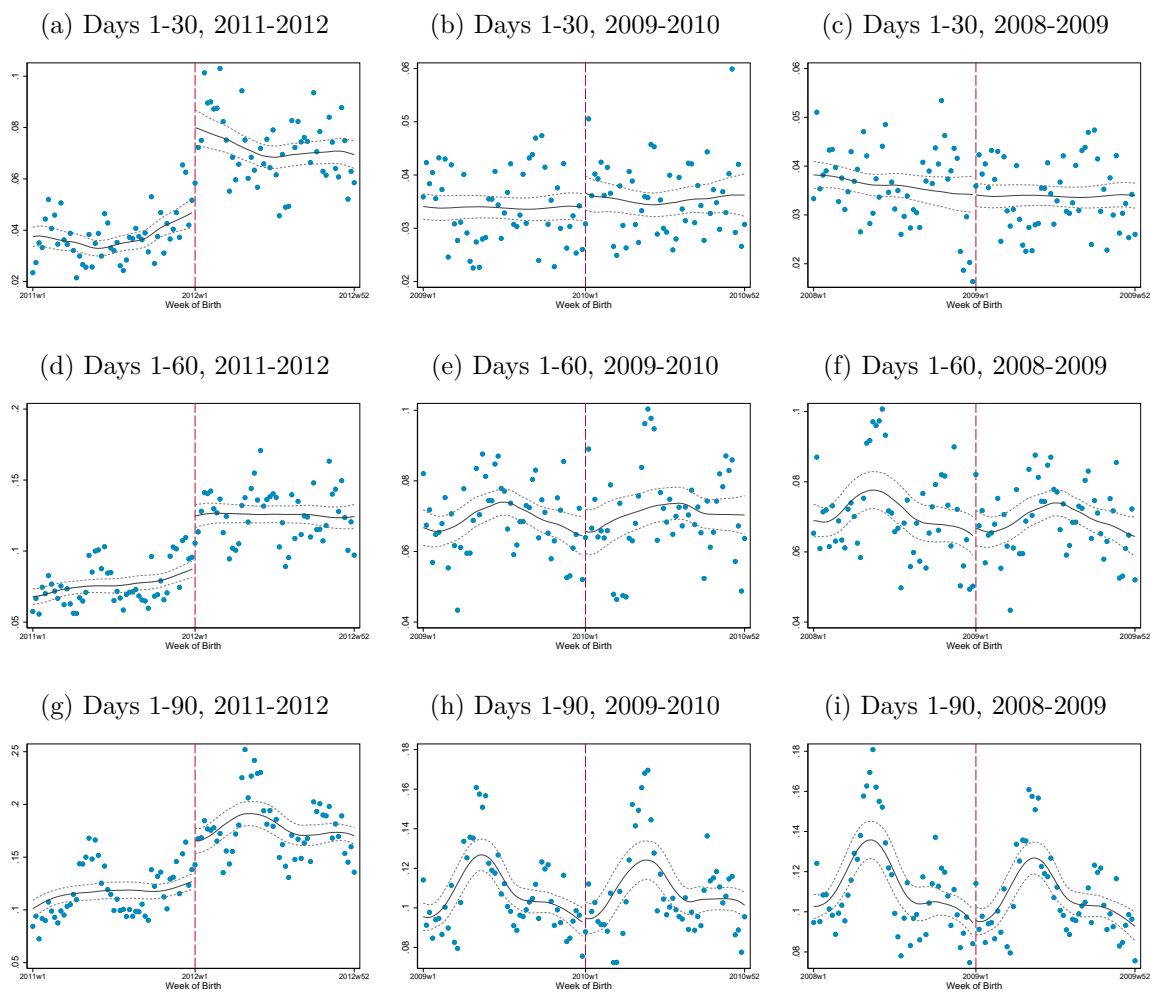 (a) Days 1-30, 2011-2012
(b) Days 1-30, 2009-2010
(c) Days 1-30, 2008-2009
.1
.08
.06
.04
.02
2011w1
2012w1
2012w52
Week of Birth
.06
.05
.04
.03
.02
2009w1
2010w1
2010w52
Week of Birth
.06
.05
.04
.03
.02
2008w1
2009w1
2009w52
Week of Birth
(d) Days 1-60, 2011-2012
(e) Days 1-60, 2009-2010
(f) Days 1-60, 2008-2009
.2
.15
.1
.05
2011w1
2012w1
2012w52
Week of Birth
.1
.08
.06
.04
2009w1
2010w1
2010w52
Week of Birth
.1
.08
.06
.04
2008w1
2009w1
2009w52
Week of Birth
(g) Days 1-90, 2011-2012
(h) Days 1-90, 2009-2010
(i) Days 1-90, 2008-2009
.25
.2
.15
.1
.05
2011w1
2012w1
2012w52
Week of Birth
.18
.16
.14
.12
.1
.08
2009w1
2010w1
2010w52
Week of Birth
.18
.16
.14
.12
.1
.08
2008w1
2009w1
2009w52
Week of Birth